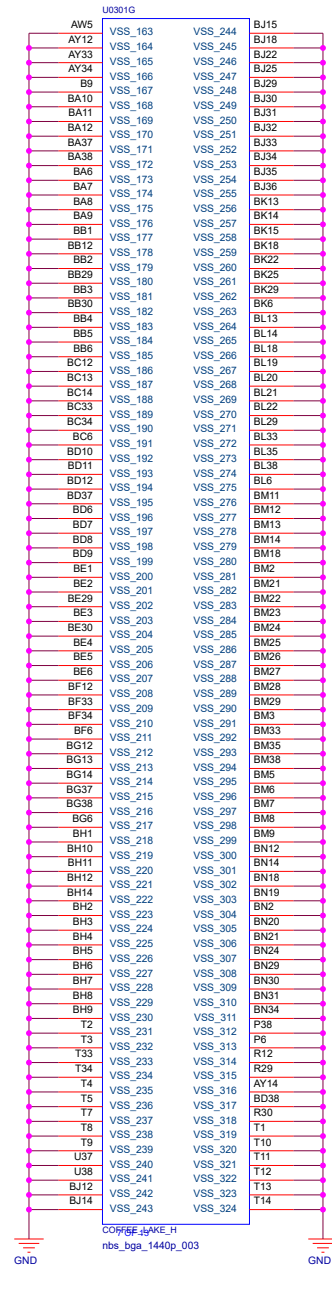 U0301G
AW5 VSS_163 VSS_244 BJ15
AY12 VSS_164 VSS_245 BJ18
AY33 VSS_165 VSS_246 BJ22
AY34 VSS_166 VSS_247 BJ25
B9 VSS_167 VSS_248 BJ29
BA10 VSS_168 VSS_249 BJ30
BA11 VSS_169 VSS_250 BJ31
BA12 VSS_170 VSS_251 BJ32
BA37 VSS_171 VSS_252 BJ33
BA38 VSS_172 VSS_253 BJ34
BA6 VSS_173 VSS_254 BJ35
BA7 VSS_174 VSS_255 BJ36
BA8 VSS_175 VSS_256 BK13
BA9 VSS_176 VSS_257 BK14
BB1 VSS_177 VSS_258 BK15
BB12 VSS_178 VSS_259 BK18
BB2 VSS_179 VSS_260 BK22
BB29 VSS_180 VSS_261 BK25
BB3 VSS_181 VSS_262 BK29
BB30 VSS_182 VSS_263 BK6
BB4 VSS_183 VSS_264 BL13
BB5 VSS_184 VSS_265 BL14
BB6 VSS_185 VSS_266 BL18
BC12 VSS_186 VSS_267 BL19
BC13 VSS_187 VSS_268 BL20
BC14 VSS_188 VSS_269 BL21
BC33 VSS_189 VSS_270 BL22
BC34 VSS_190 VSS_271 BL29
BC6 VSS_191 VSS_272 BL33
BD10 VSS_192 VSS_273 BL35
BD11 VSS_193 VSS_274 BL38
BD12 VSS_194 VSS_275 BL6
BD37 VSS_195 VSS_276 BM11
BD6 VSS_196 VSS_277 BM12
BD7 VSS_197 VSS_278 BM13
BD8 VSS_198 VSS_279 BM14
BD9 VSS_199 VSS_280 BM18
BE1 VSS_200 VSS_281 BM2
BE2 VSS_201 VSS_282 BM21
BE29 VSS_202 VSS_283 BM22
BE3 VSS_203 VSS_284 BM23
BE30 VSS_204 VSS_285 BM24
BE4 VSS_205 VSS_286 BM25
BE5 VSS_206 VSS_287 BM26
BE6 VSS_207 VSS_288 BM27
BF12 VSS_208 VSS_289 BM28
BF33 VSS_209 VSS_290 BM29
BF34 VSS_210 VSS_291 BM3
BF6 VSS_211 VSS_292 BM33
BG12 VSS_212 VSS_293 BM35
BG13 VSS_213 VSS_294 BM38
BG14 VSS_214 VSS_295 BM5
BG37 VSS_215 VSS_296 BM6
BG38 VSS_216 VSS_297 BM7
BG6 VSS_217 VSS_298 BM8
BH1 VSS_218 VSS_299 BM9
BH10 VSS_219 VSS_300 BN12
BH11 VSS_220 VSS_301 BN14
BH12 VSS_221 VSS_302 BN18
BH14 VSS_222 VSS_303 BN19
BH2 VSS_223 VSS_304 BN2
BH3 VSS_224 VSS_305 BN20
BH4 VSS_225 VSS_306 BN21
BH5 VSS_226 VSS_307 BN24
BH6 VSS_227 VSS_308 BN29
BH7 VSS_228 VSS_309 BN30
BH8 VSS_229 VSS_310 BN31
BH9 VSS_230 VSS_311 BN34
T2 VSS_231 VSS_312 P38
T3 VSS_232 VSS_313 P6
T33 VSS_233 VSS_314 R12
T34 VSS_234 VSS_315 R29
T4 VSS_235 VSS_316 AY14
T5 VSS_236 VSS_317 BD38
T7 VSS_237 VSS_318 R30
T8 VSS_238 VSS_319 T1
T9 VSS_239 VSS_320 T10
U37 VSS_240 VSS_321 T11
U38 VSS_241 VSS_322 T12
BJ12 VSS_242 VSS_323 T13
BJ14 VSS_243 VSS_324 T14
COFFEE_LAKE_H
nbs_bga_1440p_003
GND GND